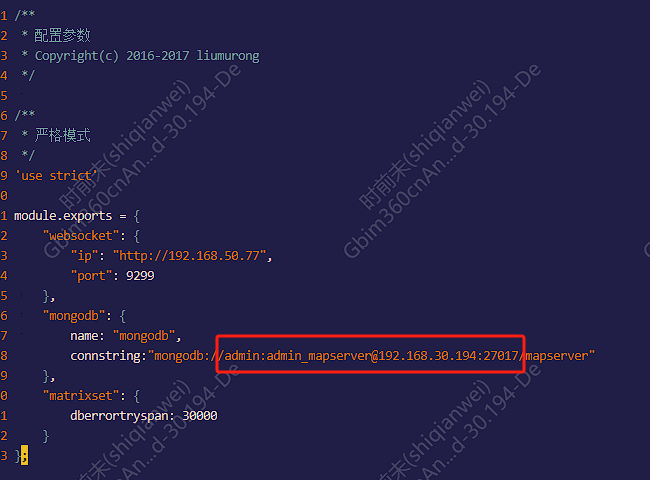 1 /**
2  * 配置参数
3  * Copyright(c) 2016-2017 liumurong
4  */
5
6 /**
7  * 严格模式
8  */
9 'use strict'
0
1 module.exports = {
2     "websocket": {
3         "ip": "http://192.168.50.77",
4         "port": 9299
5     },
6     "mongodb": {
7         name: "mongodb",
8         connstring:"mongodb://admin:admin_mapserver@192.168.30.194:27017/mapserver"
9     },
0     "matrixset": {
1         dberrortryspan: 30000
2     }
3 };
时前未(shiqianwei)
Gbim360cnAn...d-30.194-De
时前未(shiqianwei)
Gbim360cnAn...d-30.194-De
时前未(shiqianwei)
Gbim360cnAn...d-30.194-De
时前未(shiqianwei)
Gbim360cnAn...d-30.194-De